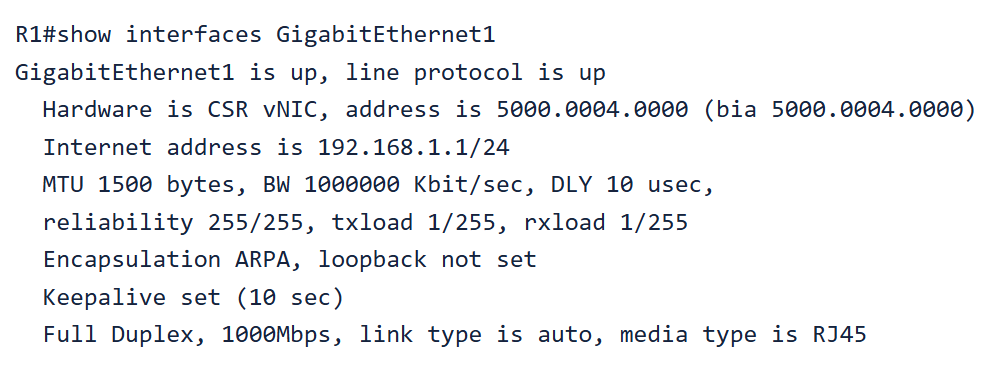 R1#show interfaces GigabitEthernet1
GigabitEthernet1 is up, line protocol is up
Hardware is CSR vNIC, address is 5000.0004.0000 (bia 5000.0004.0000)
Internet address is 192.168.1.1/24
MTU 1500 bytes, BW 1000000 Kbit/sec, DLY 10 usec,
reliability 255/255, txload 1/255, rxload 1/255
Encapsulation ARPA, loopback not set
Keepalive set (10 sec)
Full Duplex, 1000Mbps, link type is auto, media type is RJ45